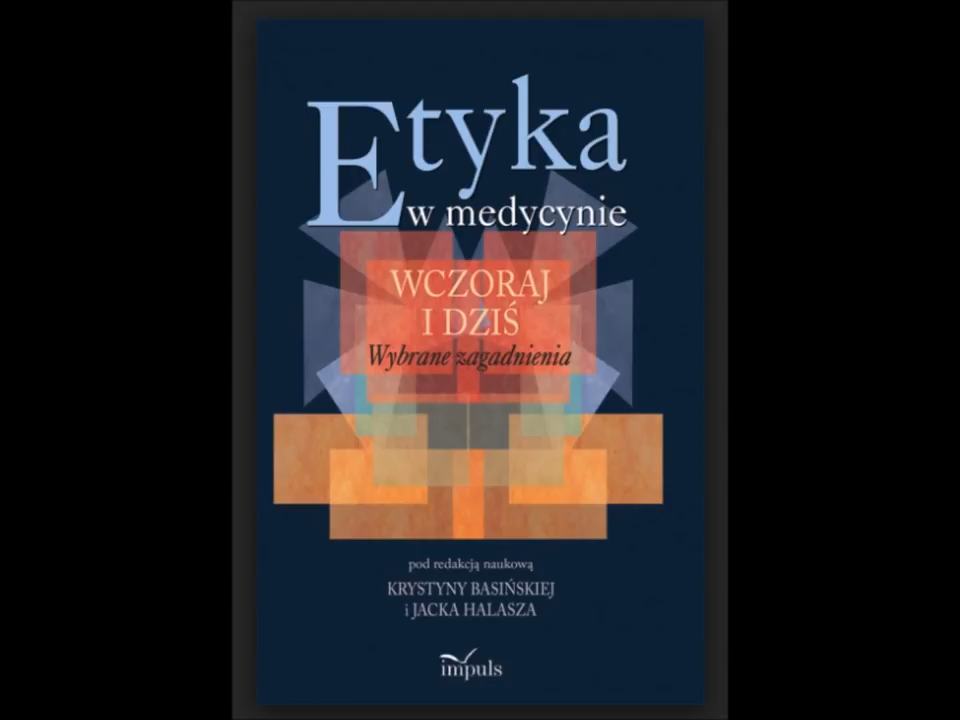 Etyka
w medycynie
WCZORAJ
I DZIŚ
Wybrane zagadnienia
pod redakcją naukową
KRYSTYNY BASIŃSKIEJ
i JACKA HALASZA
impuls